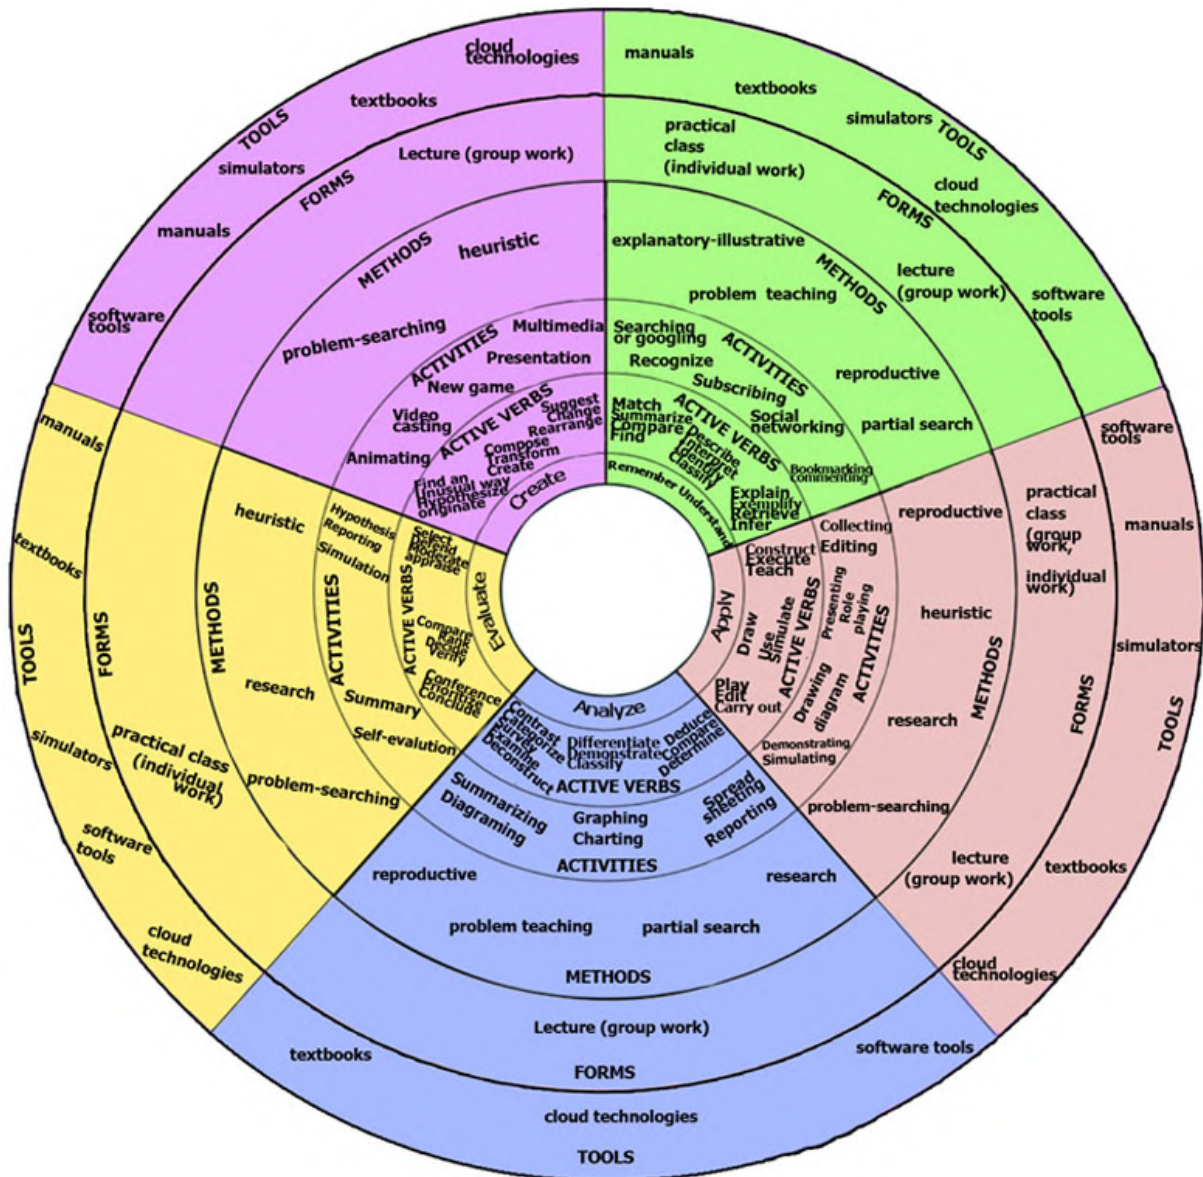 cloud
technologies
textbooks
TOOLS
simulators
manuals
software
tools
FORMS
Lecture (group work)
METHODS
heuristic
problem-searching
ACTIVITIES
Multimedia
Presentation
New game
Video
casting
Animating
ACTIVE VERBS
Suggest
Change
Rearrange
Compose
Transform
Create
Find an
Unusual way
Hypothesize
originate
Create
manuals
textbooks
simulators
TOOLS
cloud
technologies
software
tools
practical
class
(individual work)
FORMS
lecture
(group work)
explanatory-illustrative
METHODS
problem teaching
reproductive
partial search
Searching
or googling
ACTIVITIES
Recognize
Subscribing
Social
networking
Bookmarking
Commenting
Match
Summarize
Compare
Find
ACTIVE VERBS
Describe
Interpret
Identify
Classify
Explain
Exemplify
Retrieve
Infer
Remember Understand
software
tools
manuals
simulators
TOOLS
textbooks
cloud
technologies
practical
class
(group
work,
individual
work)
FORMS
lecture
(group work)
reproductive
heuristic
METHODS
research
problem-searching
Collecting
Editing
Presenting
Role
playing
ACTIVITIES
Drawing
diagram
Demonstrating
Simulating
Construct
Execute
Teach
Draw
Use
Simulate
ACTIVE VERBS
Play
Edit
Carry out
Apply
Analyze
Contrast
Categorize
Survey
Examine
Deconstruct
Differentiate
Demonstrate
Classify
Deduce
Compare
Determine
ACTIVE VERBS
Summarizing
Diagraming
Graphing
Charting
Spread
sheeting
Reporting
ACTIVITIES
reproductive
research
problem teaching
partial search
METHODS
Lecture (group work)
FORMS
textbooks
software tools
cloud technologies
TOOLS
manuals
textbooks
TOOLS
simulators
software
tools
cloud
technologies
FORMS
practical class
(individual
work)
heuristic
METHODS
research
problem-searching
Hypothesis
Reporting
Simulation
ACTIVITIES
Summary
Self-evalution
Select
Defend
Moderate
appraise
ACTIVE VERBS
Compare
Rank
Decide
Verify
Conference
Prioritize
Conclude
Evaluate